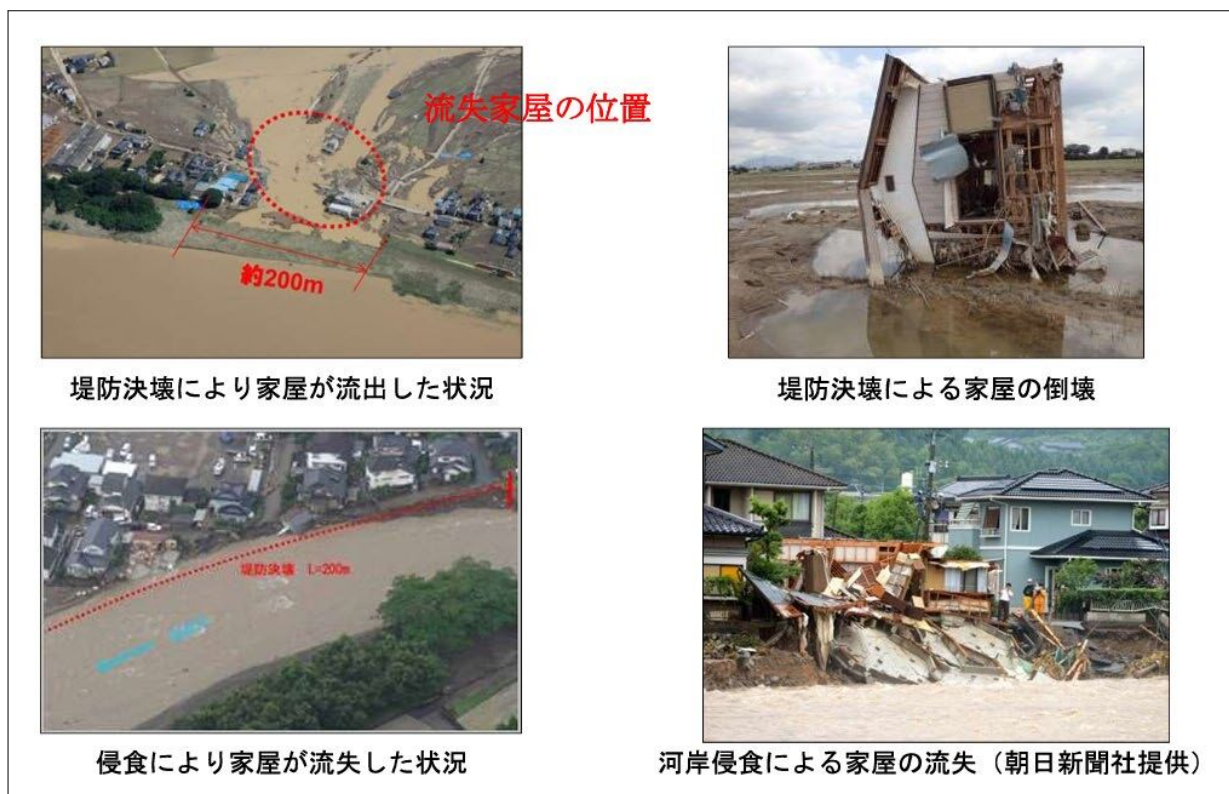 流失家屋の位置
約200m
堤防決壊により家屋が流出した状況
堤防決壊による家屋の倒壊
堤防決壊 L=200m
侵食により家屋が流失した状況
河岸侵食による家屋の流失（朝日新聞社提供）